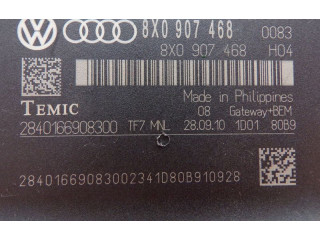 8X0 907 468 0083
8X0 907 468 H04
TEMIC
Made in Philippines
2840166908300 TF7 MNL
08 Gateway+BEM
28.09.10 1D01 80B9
28401669083002341D80B910928